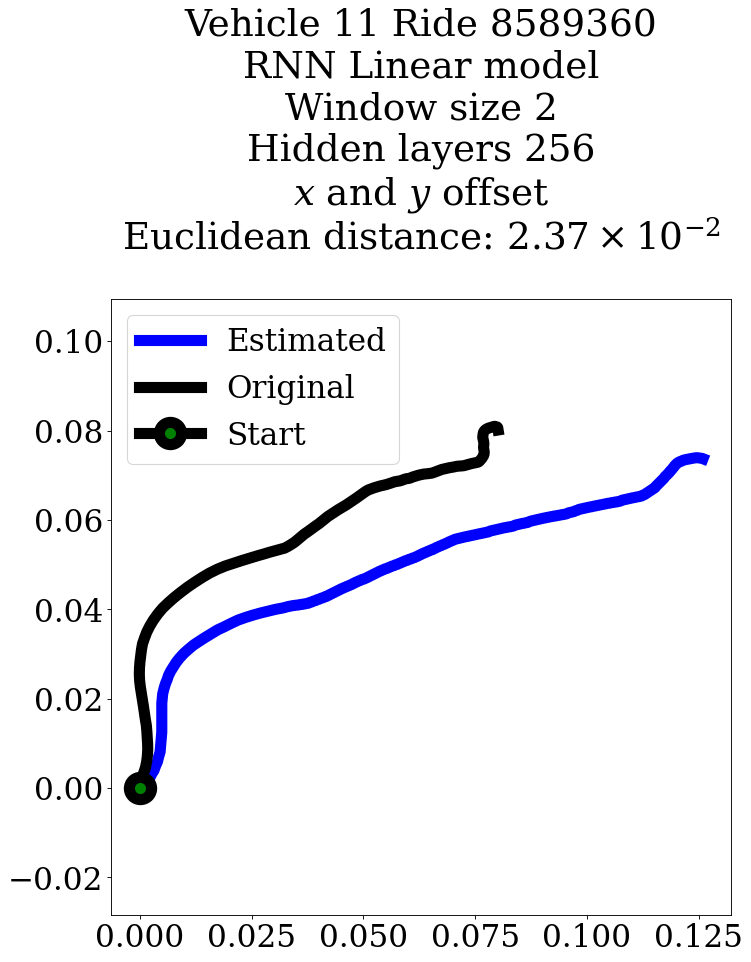 Vehicle 11 Ride 8589360
RNN Linear model
Window size 2
Hidden layers 256
x and y offset
Euclidean distance: 2.37 × 10⁻²
Estimated
Original
Start
0.10
0.08
0.06
0.04
0.02
0.00
−0.02
0.000 0.025 0.050 0.075 0.100 0.125